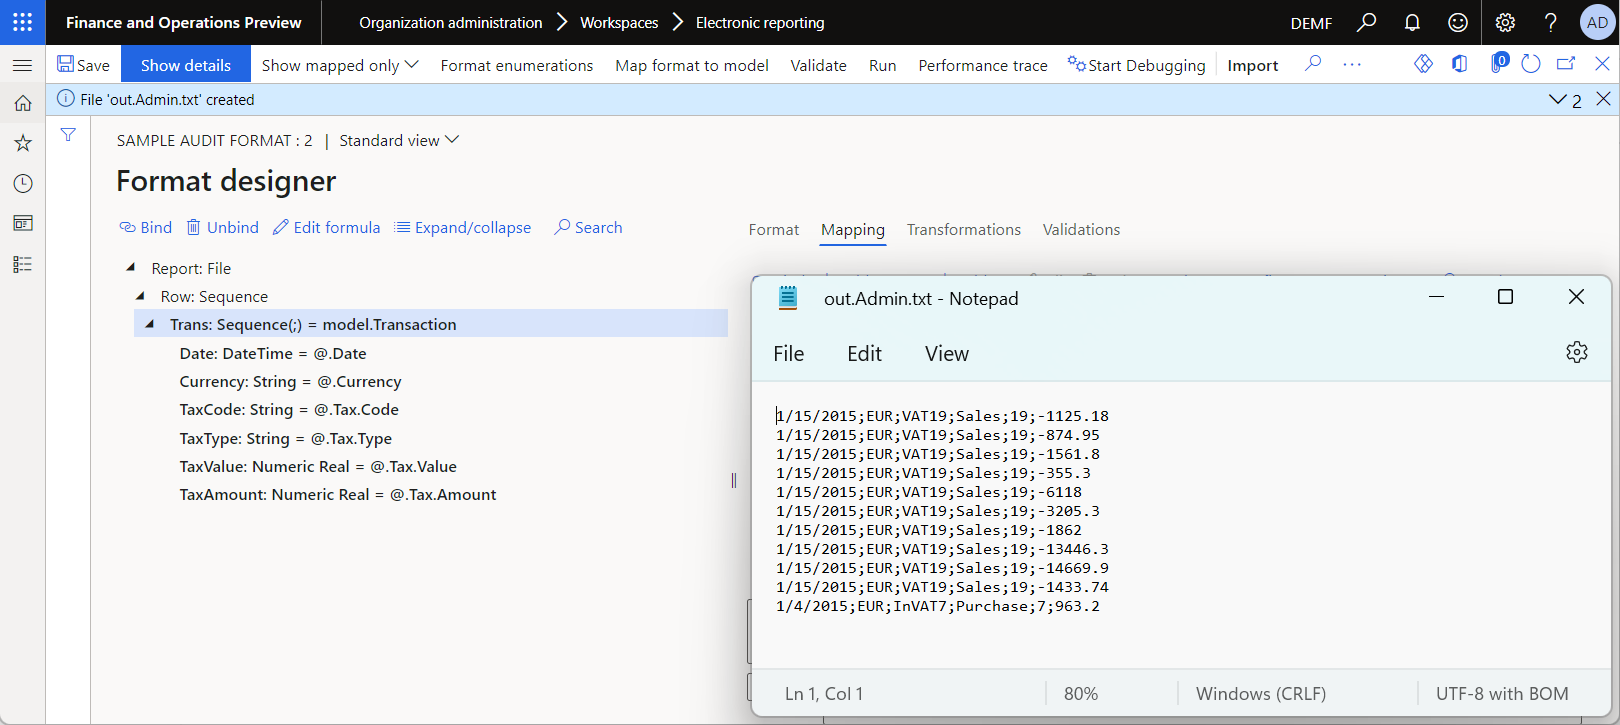 Finance and Operations Preview
Organization administration
Workspaces
Electronic reporting
DEMF
AD
Save
Show details
Show mapped only
Format enumerations
Map format to model
Validate
Run
Performance trace
Start Debugging
Import
0
File 'out.Admin.txt' created
2
SAMPLE AUDIT FORMAT : 2 | Standard view
Format designer
Bind
Unbind
Edit formula
Expand/collapse
Search
Format
Mapping
Transformations
Validations
Report: File
Row: Sequence
Trans: Sequence(;) = model.Transaction
Date: DateTime = @.Date
Currency: String = @.Currency
TaxCode: String = @.Tax.Code
TaxType: String = @.Tax.Type
TaxValue: Numeric Real = @.Tax.Value
TaxAmount: Numeric Real = @.Tax.Amount
out.Admin.txt - Notepad
File
Edit
View
1/15/2015;EUR;VAT19;Sales;19;-1125.18
1/15/2015;EUR;VAT19;Sales;19;-874.95
1/15/2015;EUR;VAT19;Sales;19;-1561.8
1/15/2015;EUR;VAT19;Sales;19;-355.3
1/15/2015;EUR;VAT19;Sales;19;-6118
1/15/2015;EUR;VAT19;Sales;19;-3205.3
1/15/2015;EUR;VAT19;Sales;19;-1862
1/15/2015;EUR;VAT19;Sales;19;-13446.3
1/15/2015;EUR;VAT19;Sales;19;-14669.9
1/15/2015;EUR;VAT19;Sales;19;-1433.74
1/4/2015;EUR;InVAT7;Purchase;7;963.2
Ln 1, Col 1
80%
Windows (CRLF)
UTF-8 with BOM